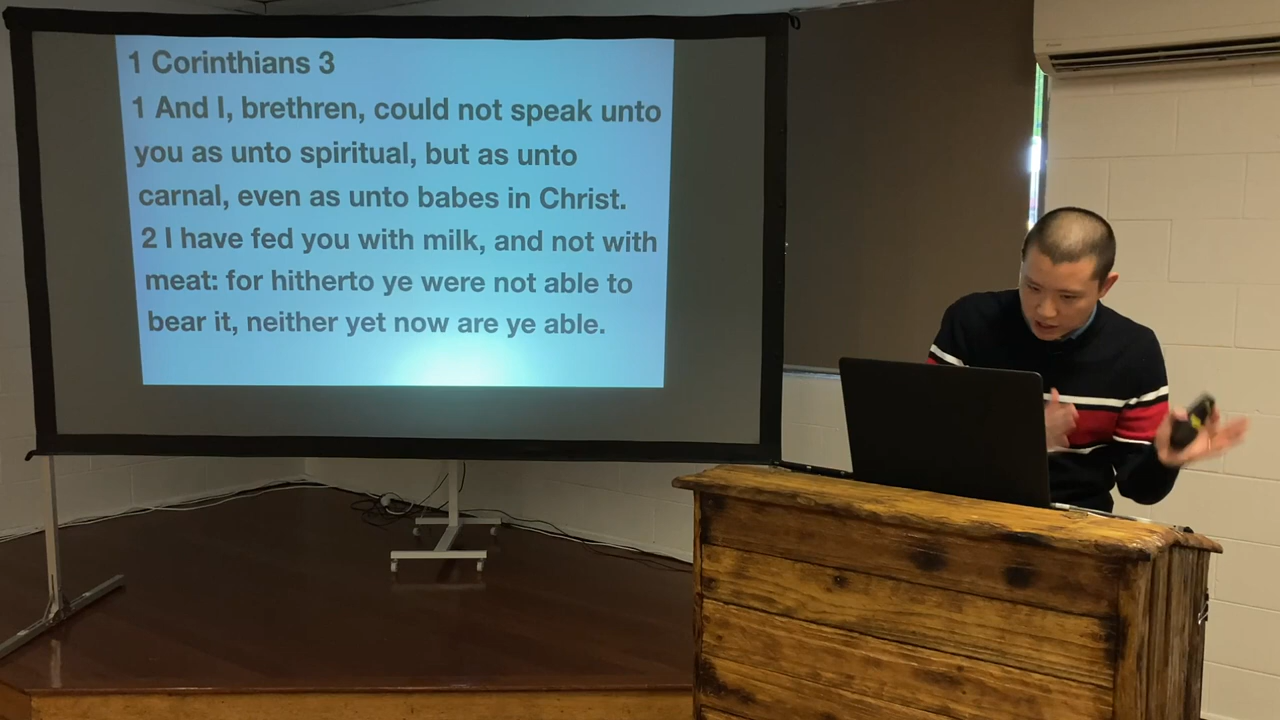 1 Corinthians 3
1 And I, brethren, could not speak unto
you as unto spiritual, but as unto
carnal, even as unto babes in Christ.
2 I have fed you with milk, and not with
meat: for hitherto ye were not able to
bear it, neither yet now are ye able.